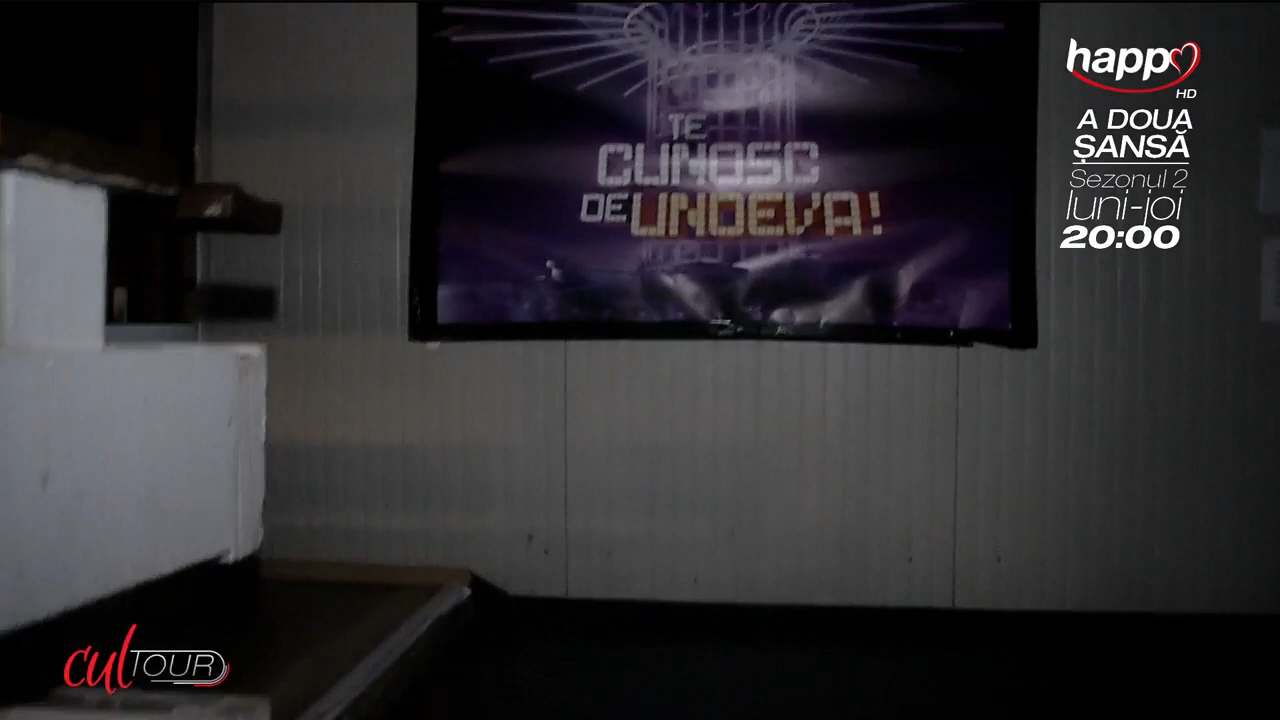 TE
CUNOSC
DE UNDEVA!
happy
HD
A DOUA
ȘANSĂ
Sezonul 2
luni-joi
20:00
culTOUR